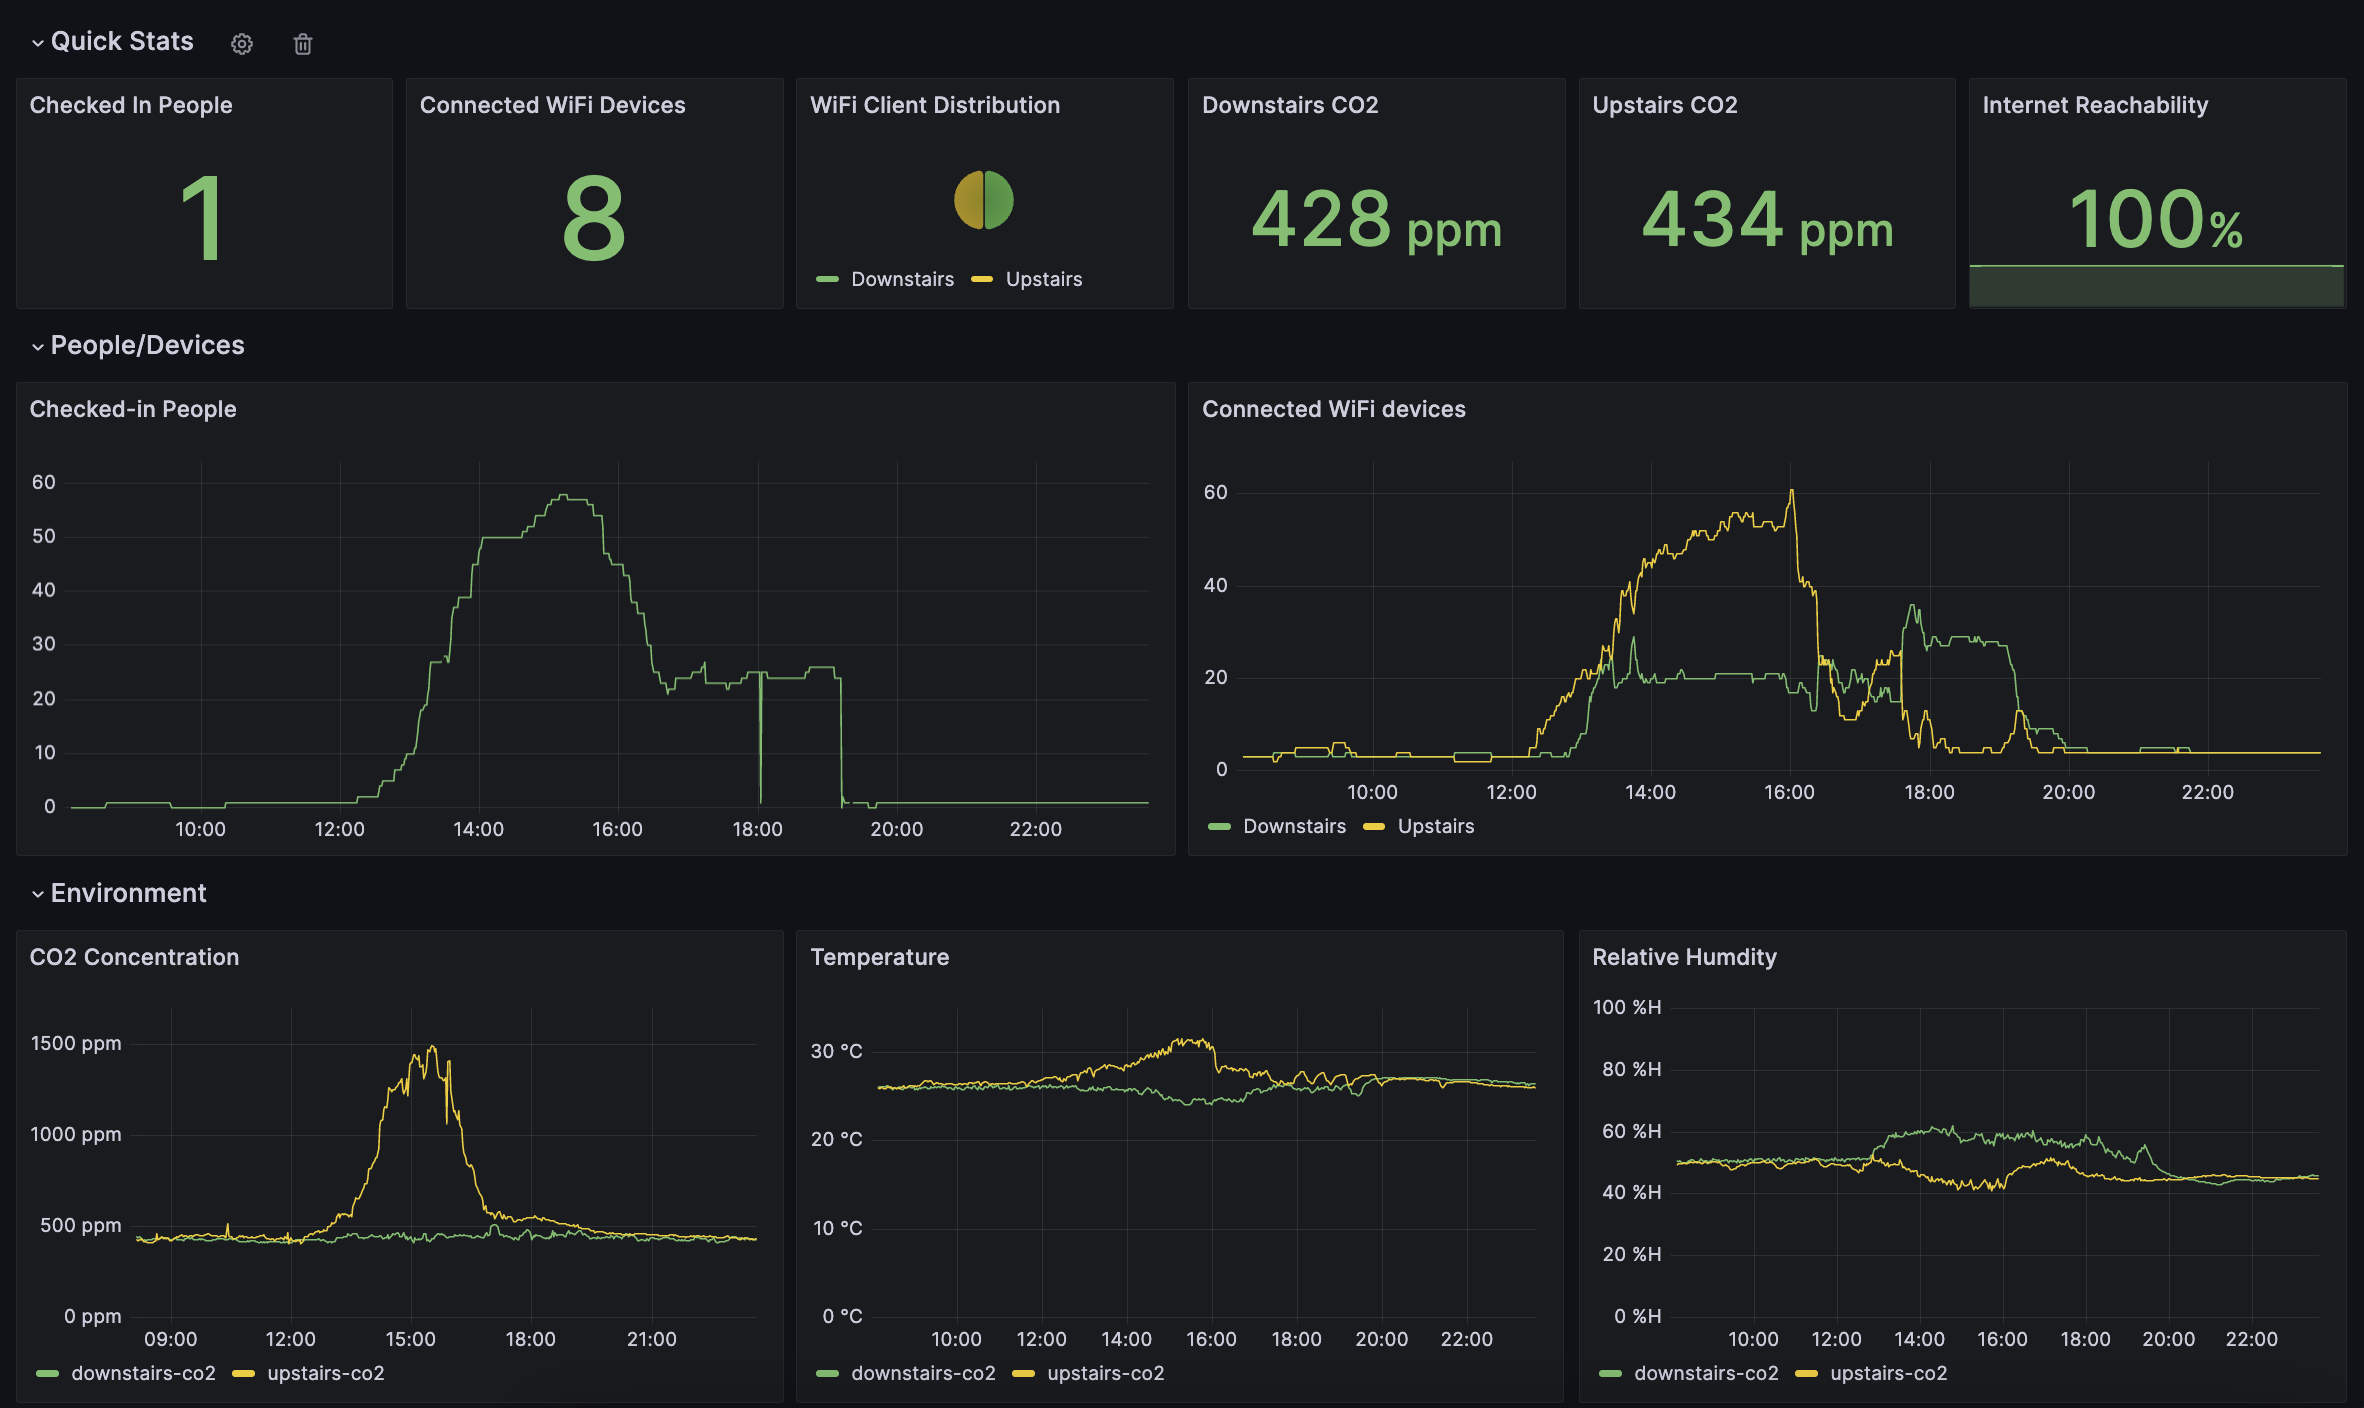 Quick Stats
Checked In People
1
Connected WiFi Devices
8
WiFi Client Distribution
Downstairs Upstairs
Downstairs CO2
428 ppm
Upstairs CO2
434 ppm
Internet Reachability
100%
People/Devices
Checked-in People
60
50
40
30
20
10
0
10:00 12:00 14:00 16:00 18:00 20:00 22:00
Connected WiFi devices
60
40
20
0
10:00 12:00 14:00 16:00 18:00 20:00 22:00
Downstairs Upstairs
Environment
CO2 Concentration
1500 ppm
1000 ppm
500 ppm
0 ppm
09:00 12:00 15:00 18:00 21:00
downstairs-co2 upstairs-co2
Temperature
30 °C
20 °C
10 °C
0 °C
10:00 12:00 14:00 16:00 18:00 20:00 22:00
downstairs-co2 upstairs-co2
Relative Humdity
100 %H
80 %H
60 %H
40 %H
20 %H
0 %H
10:00 12:00 14:00 16:00 18:00 20:00 22:00
downstairs-co2 upstairs-co2